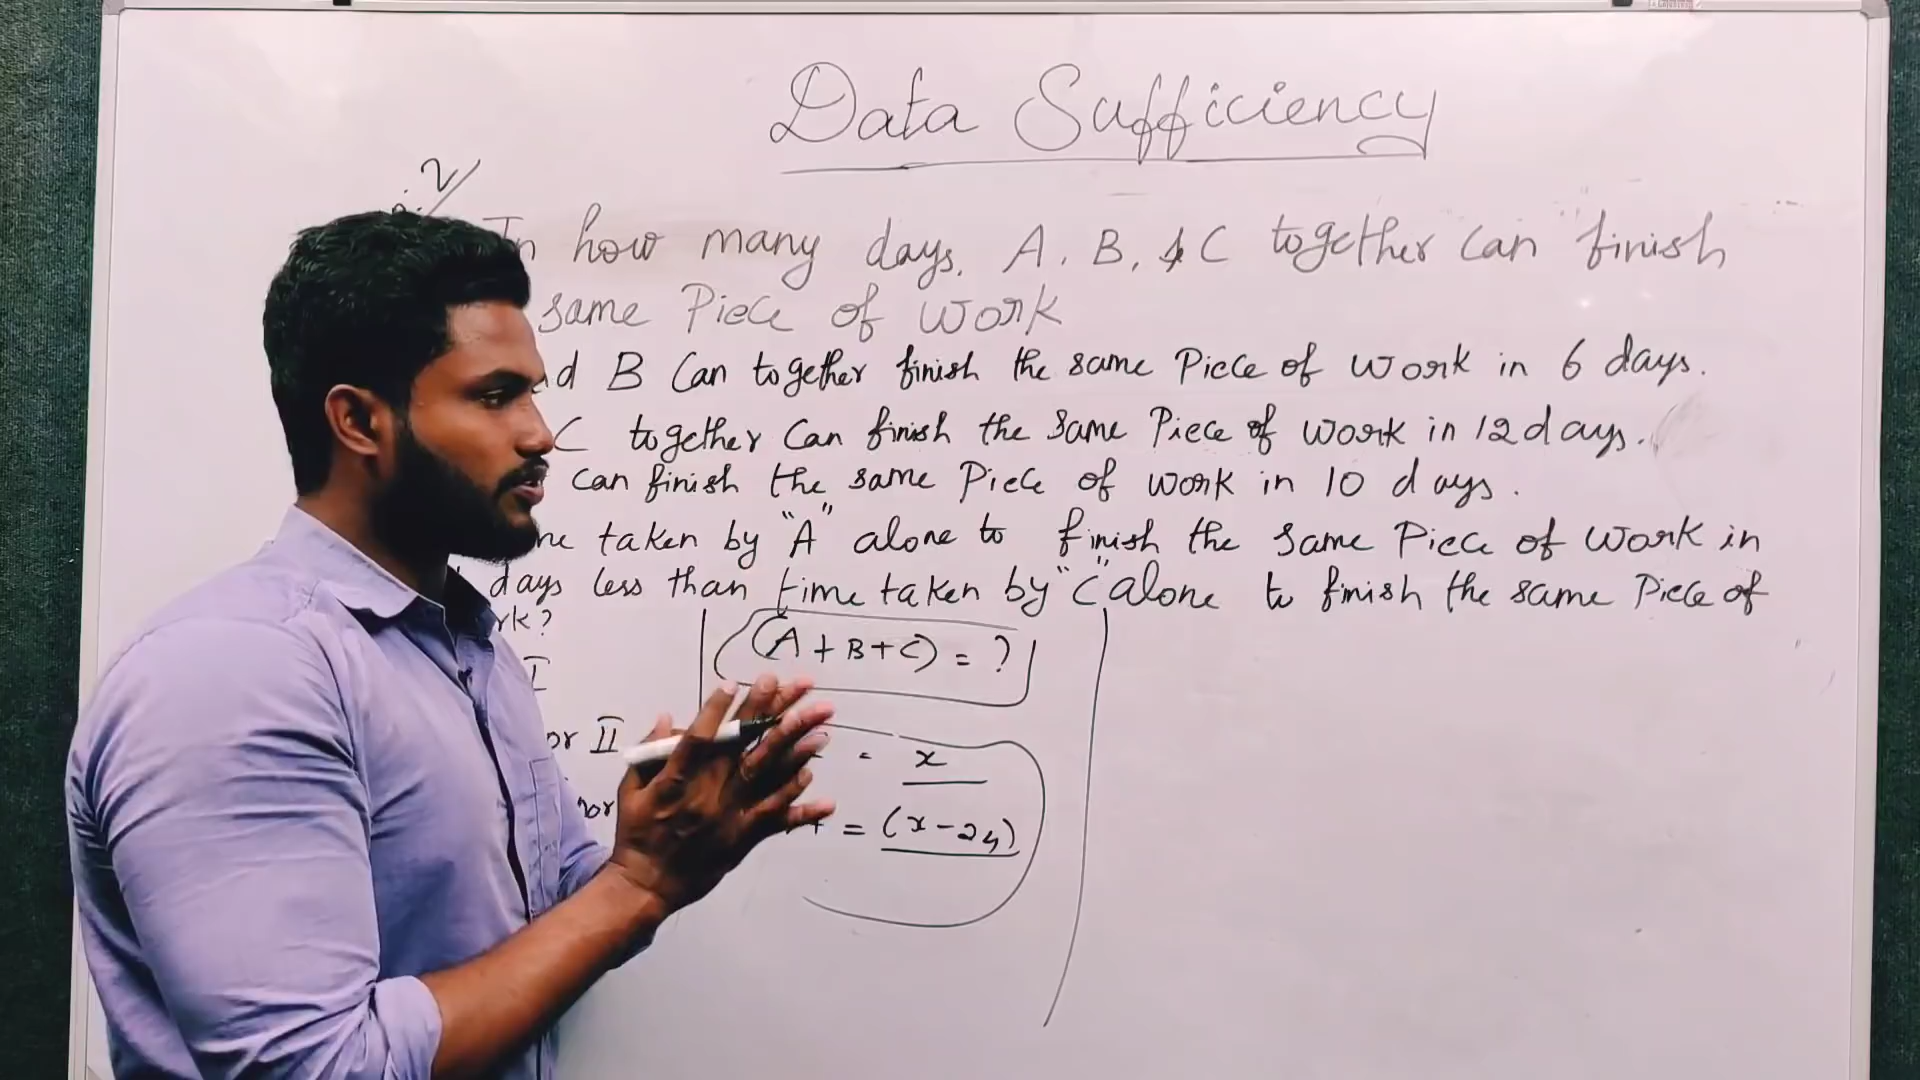 Data Sufficiency
2
In how many days, A, B, & C together can finish
same Piece of work
d B can together finish the same Piece of work in 6 days.
C together can finish the same Piece of work in 12 days.
can finish the same Piece of work in 10 days.
me taken by "A" alone to finish the same Piece of work in
days less than time taken by "C" alone to finish the same Piece of
rk?
I
(A+B+C) = ?
or II
= x
= (x-24)